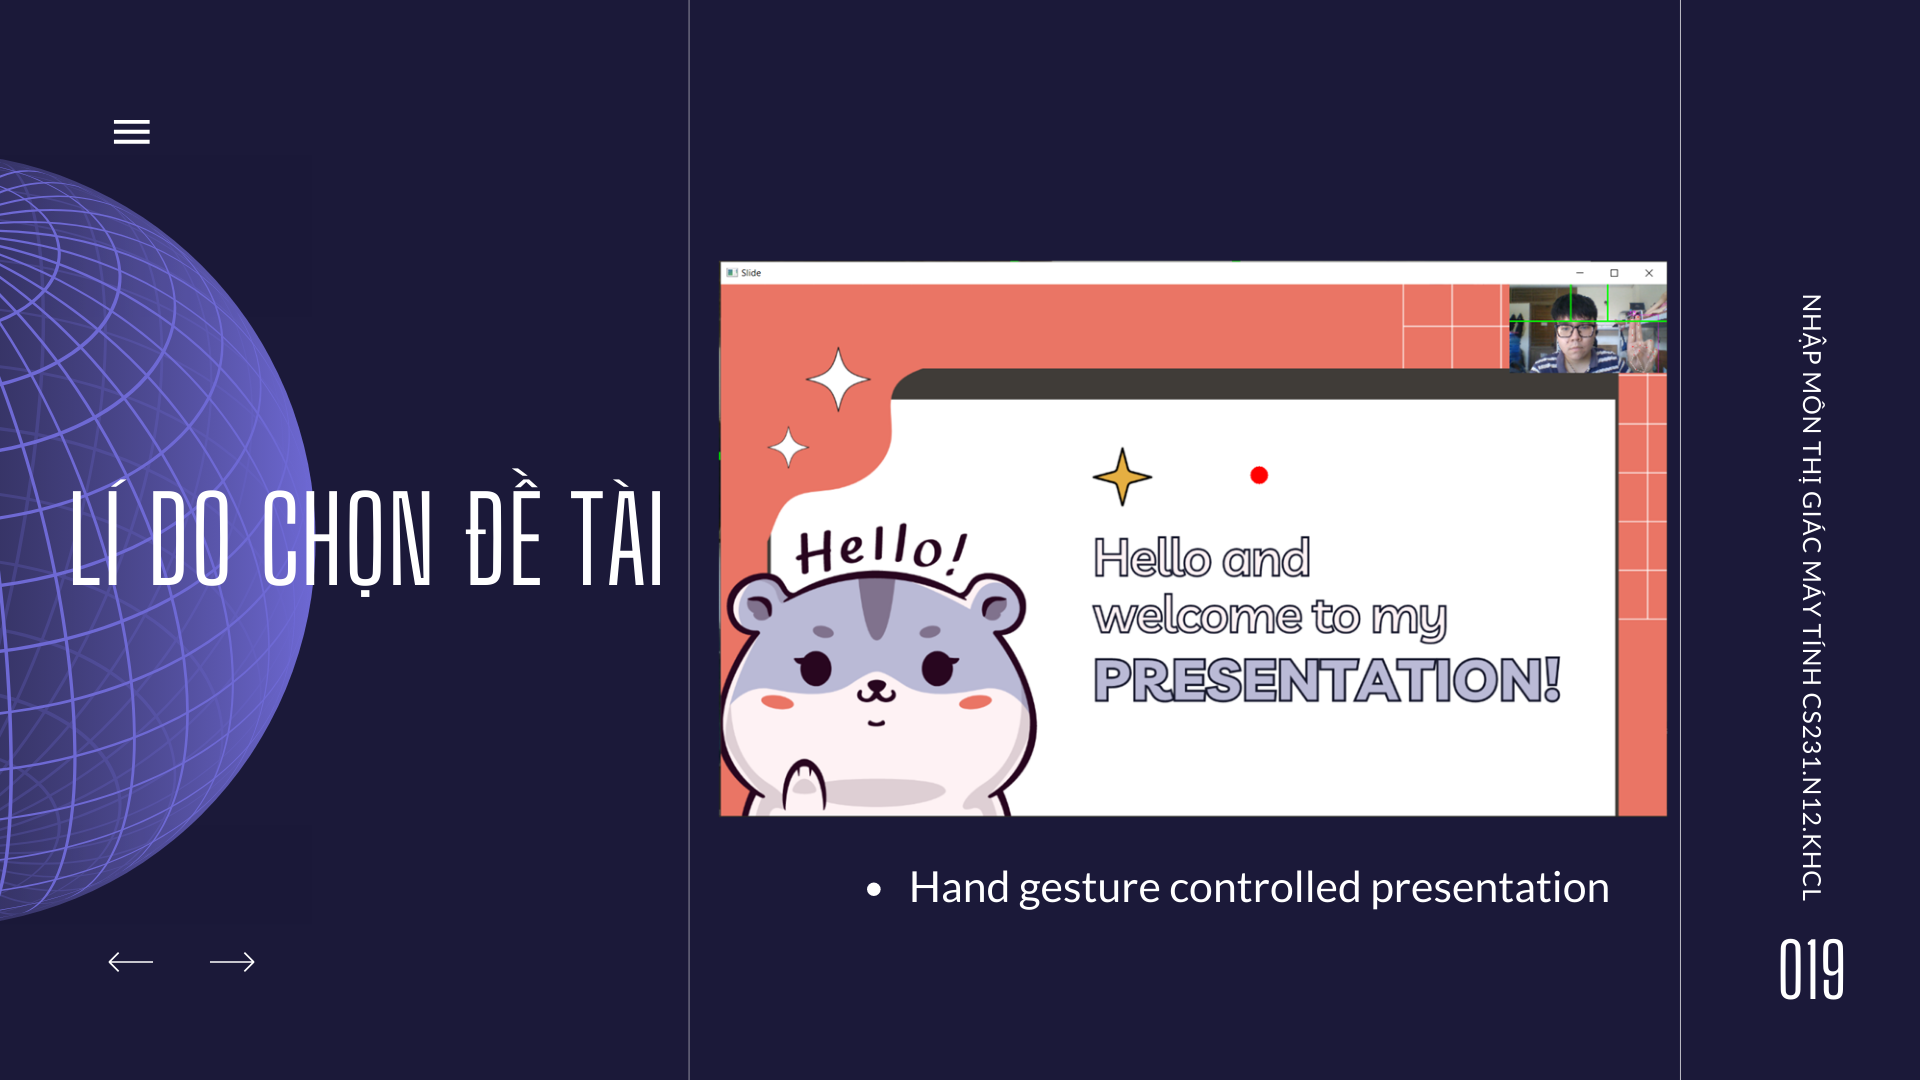 LÍ DO CHỌN ĐỀ TÀI
Slide
Hello!
Hello and
welcome to my
PRESENTATION!
Hand gesture controlled presentation
NHẬP MÔN THỊ GIÁC MÁY TÍNH CS231.N12.KHCL
019